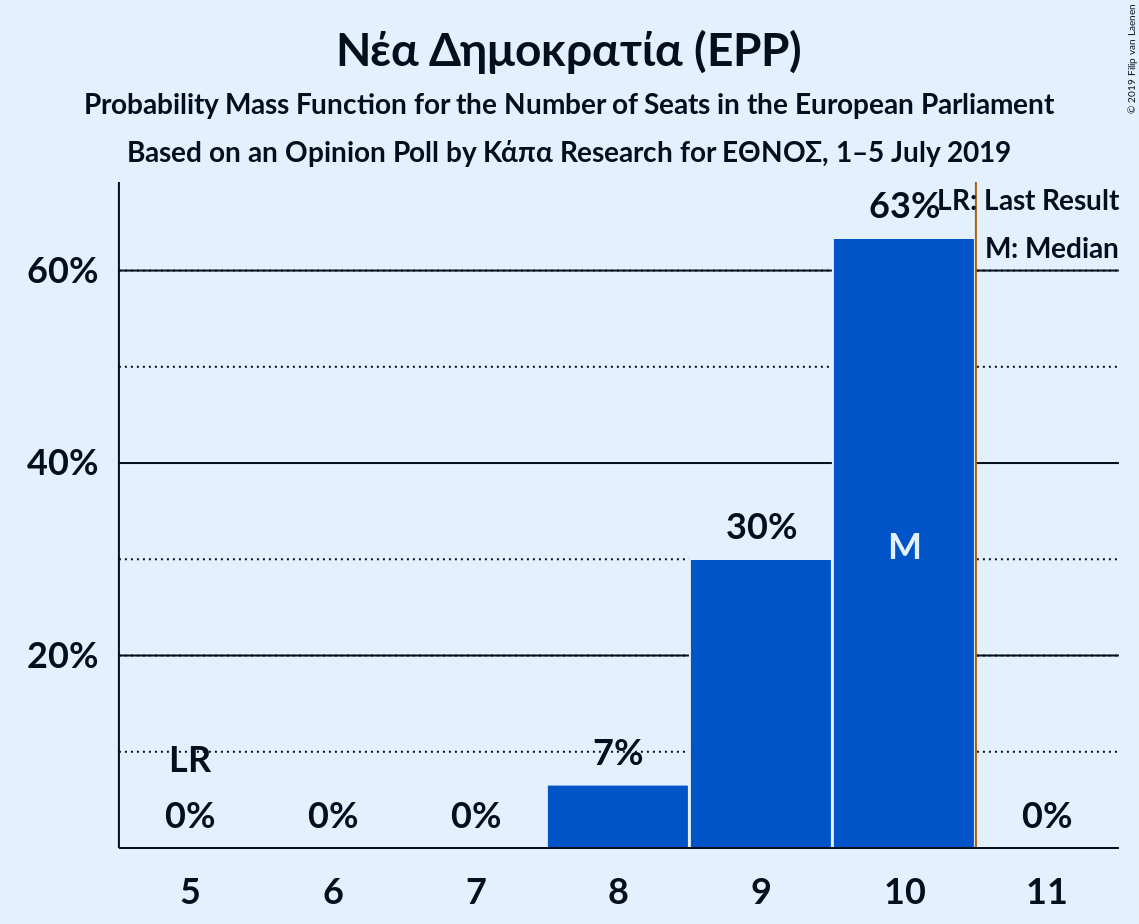 Νέα Δημοκρατία (EPP)
Probability Mass Function for the Number of Seats in the European Parliament
Based on an Opinion Poll by Κάπα Research for ΕΘΝΟΣ, 1–5 July 2019
© 2019 Filip van Laenen
63%
LR: Last Result
M: Median
60%
40%
30%
M
20%
LR
7%
0% 0% 0% 0%
5 6 7 8 9 10 11